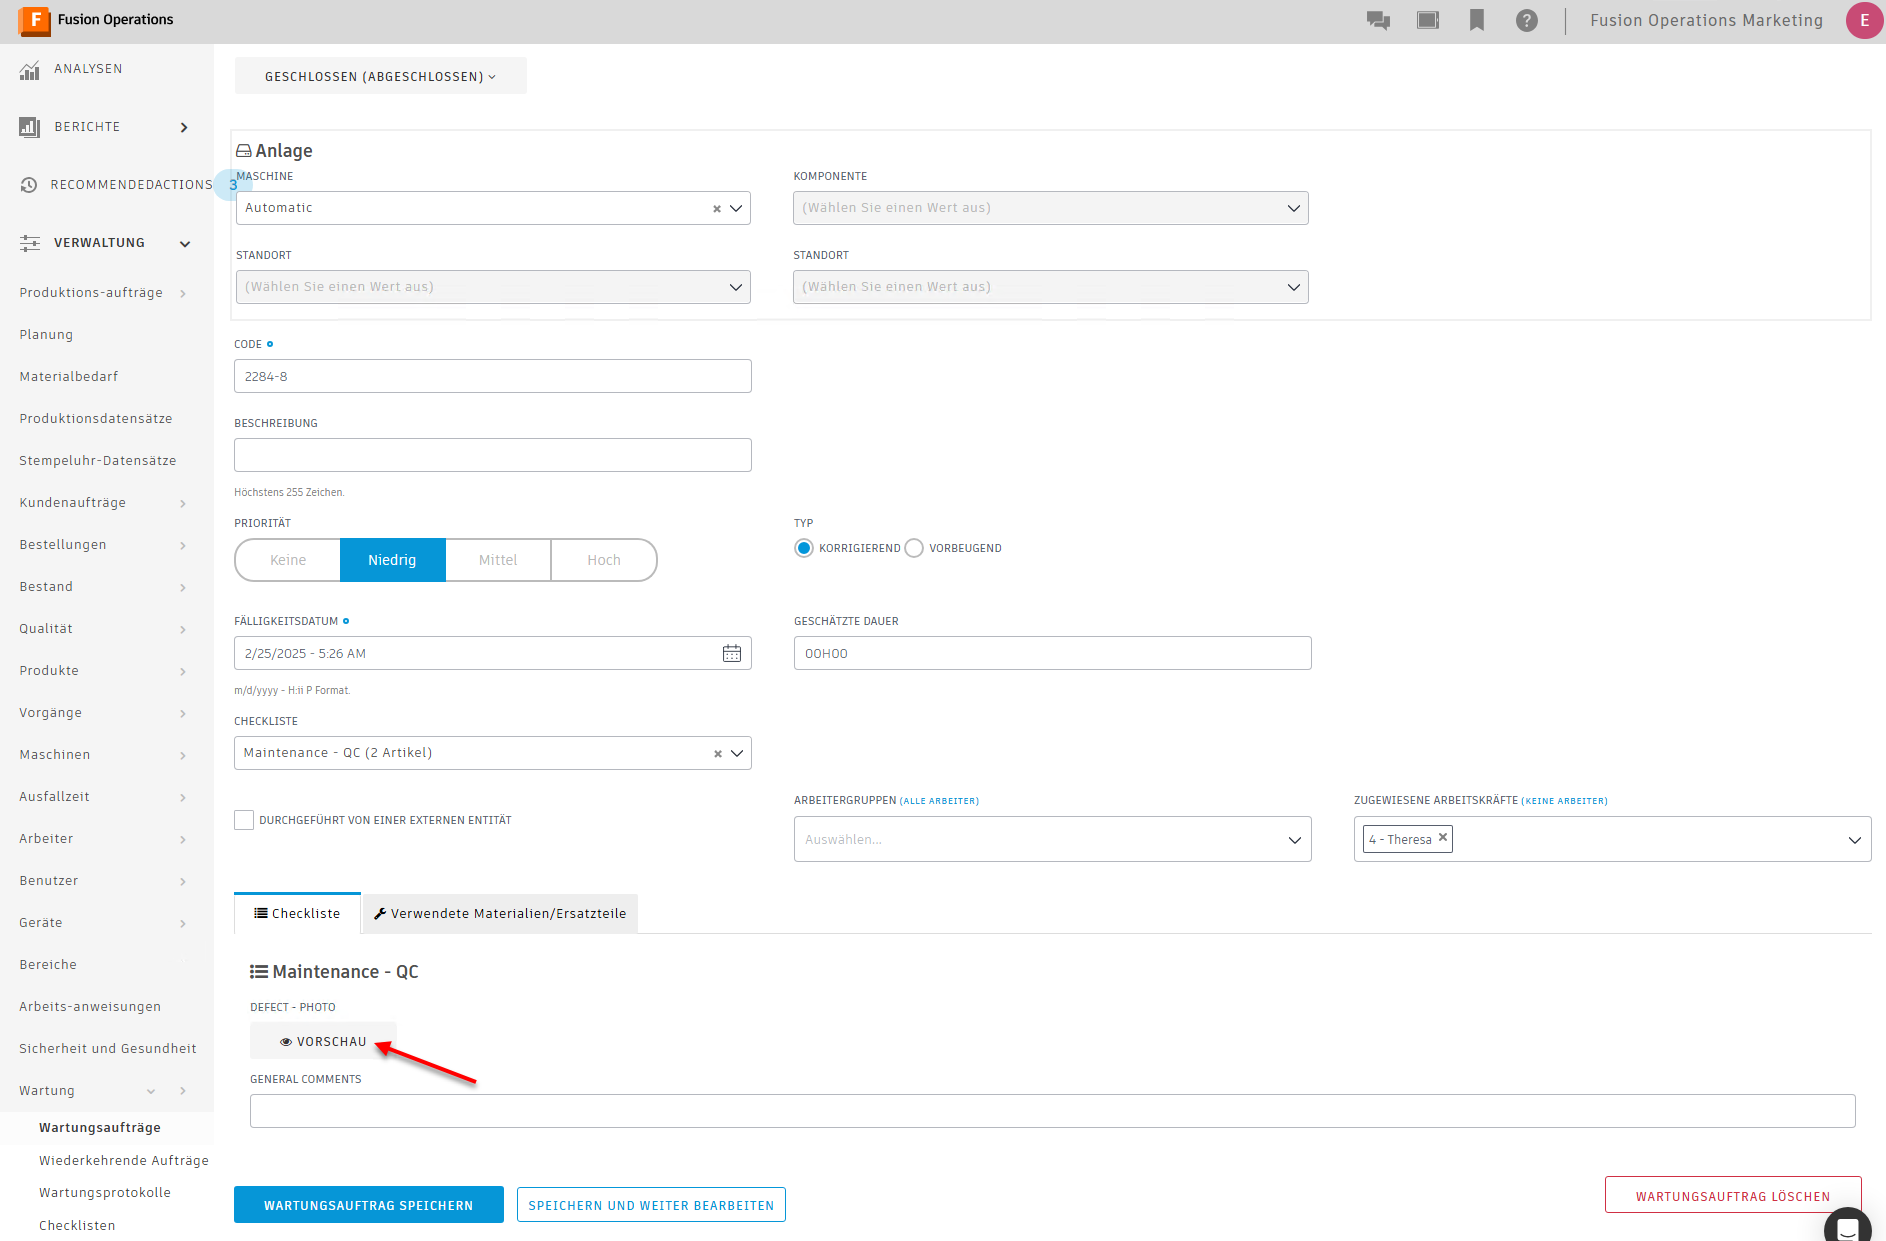 F Fusion Operations
Fusion Operations Marketing
E
ANALYSEN
BERICHTE
RECOMMENDEDACTIONS
3
VERWALTUNG
Produktions-aufträge
Planung
Materialbedarf
Produktionsdatensätze
Stempeluhr-Datensätze
Kundenaufträge
Bestellungen
Bestand
Qualität
Produkte
Vorgänge
Maschinen
Ausfallzeit
Arbeiter
Benutzer
Geräte
Bereiche
Arbeits-anweisungen
Sicherheit und Gesundheit
Wartung
Wartungsaufträge
Wiederkehrende Aufträge
Wartungsprotokolle
Checklisten
GESCHLOSSEN (ABGESCHLOSSEN)
Anlage
MASCHINE
Automatic
KOMPONENTE
(Wählen Sie einen Wert aus)
STANDORT
(Wählen Sie einen Wert aus)
STANDORT
(Wählen Sie einen Wert aus)
CODE
2284-8
BESCHREIBUNG
Höchstens 255 Zeichen.
PRIORITÄT
Keine Niedrig Mittel Hoch
TYP
KORRIGIEREND VORBEUGEND
FÄLLIGKEITSDATUM
2/25/2025 - 5:26 AM
m/d/yyyy - H:ii P Format.
GESCHÄTZTE DAUER
00H00
CHECKLISTE
Maintenance - QC (2 Artikel)
DURCHGEFÜHRT VON EINER EXTERNEN ENTITÄT
ARBEITERGRUPPEN (ALLE ARBEITER)
Auswählen...
ZUGEWIESENE ARBEITSKRÄFTE (KEINE ARBEITER)
4 - Theresa
Checkliste
Verwendete Materialien/Ersatzteile
Maintenance - QC
DEFECT - PHOTO
VORSCHAU
GENERAL COMMENTS
WARTUNGSAUFTRAG SPEICHERN
SPEICHERN UND WEITER BEARBEITEN
WARTUNGSAUFTRAG LÖSCHEN